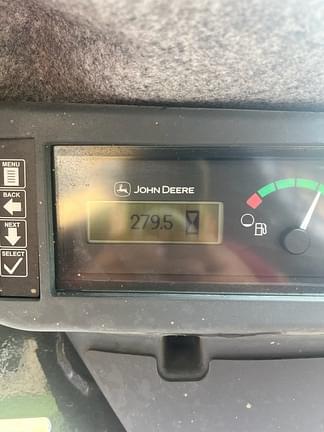 MENU
BACK
NEXT
SELECT
JOHN DEERE
279.5